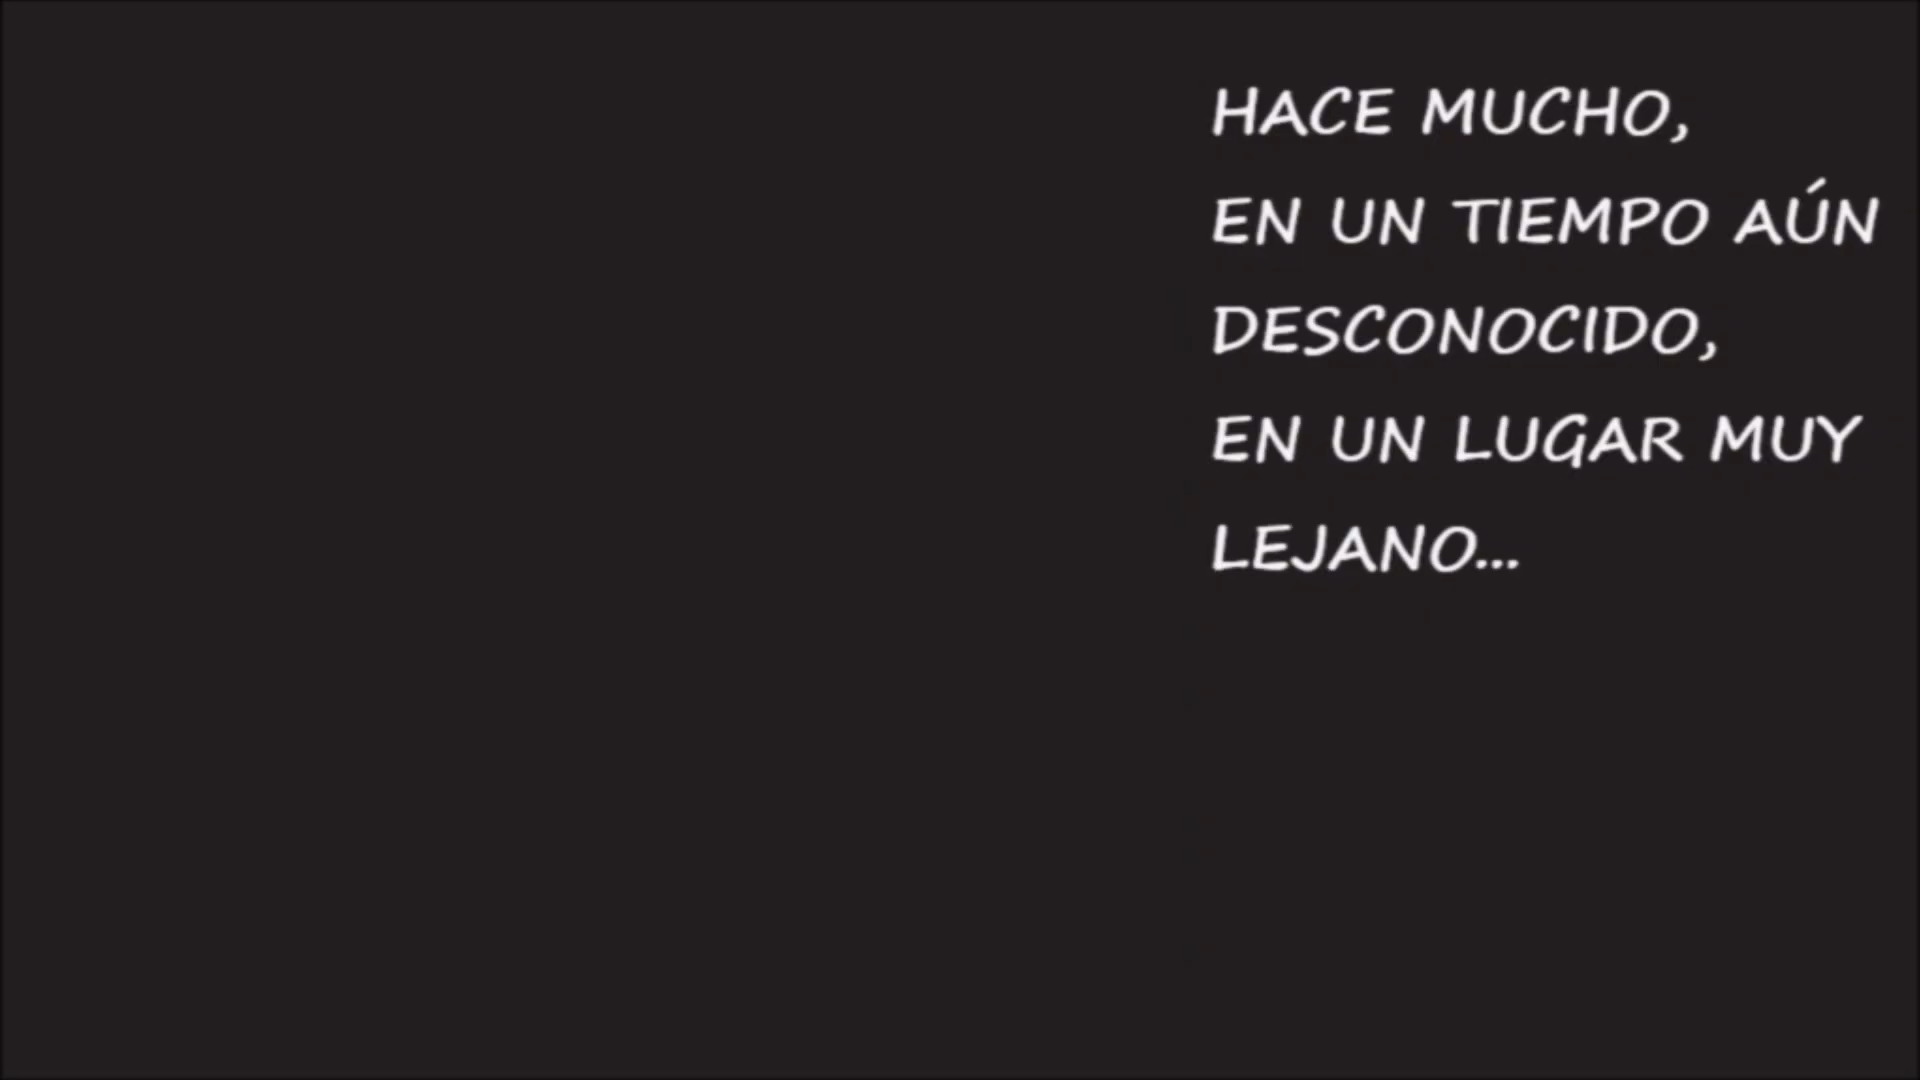 HACE MUCHO,
EN UN TIEMPO AÚN
DESCONOCIDO,
EN UN LUGAR MUY
LEJANO...